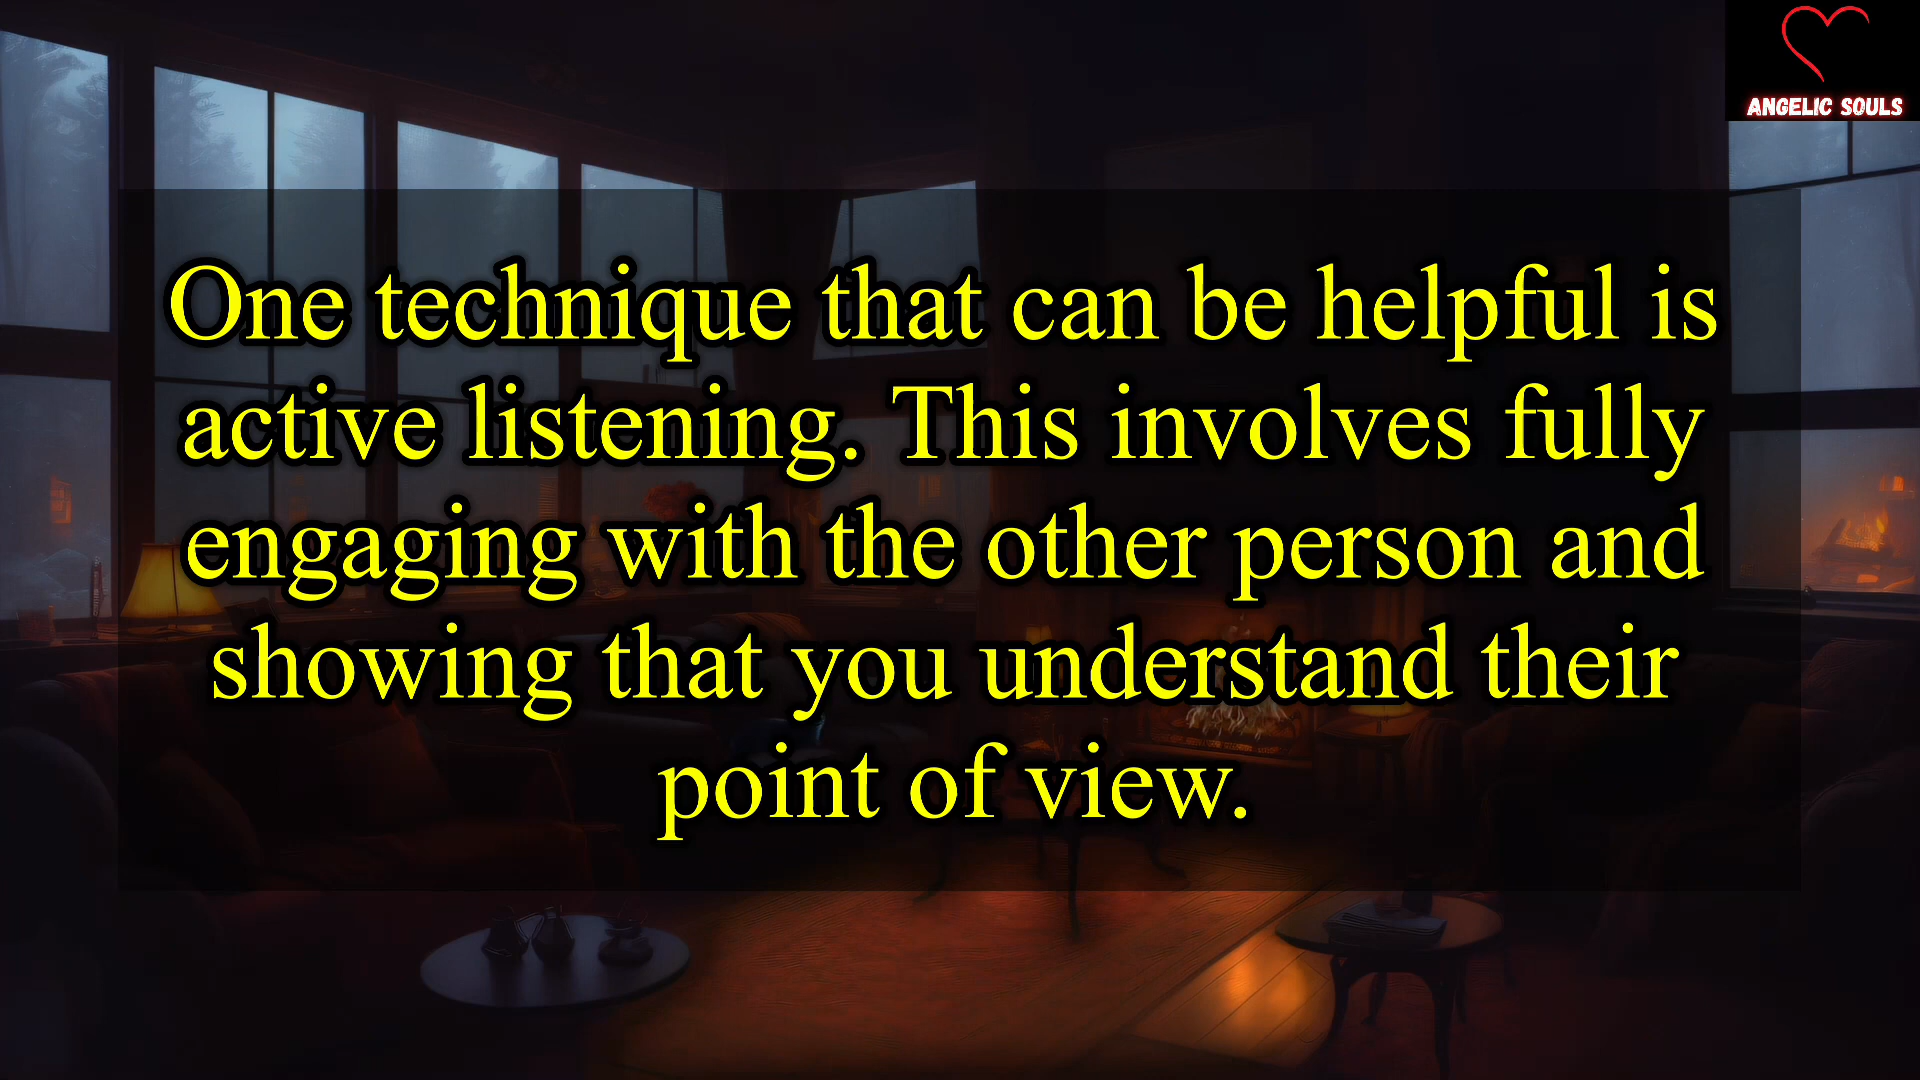 ANGELIC SOULS
One technique that can be helpful is
active listening. This involves fully
engaging with the other person and
showing that you understand their
point of view.